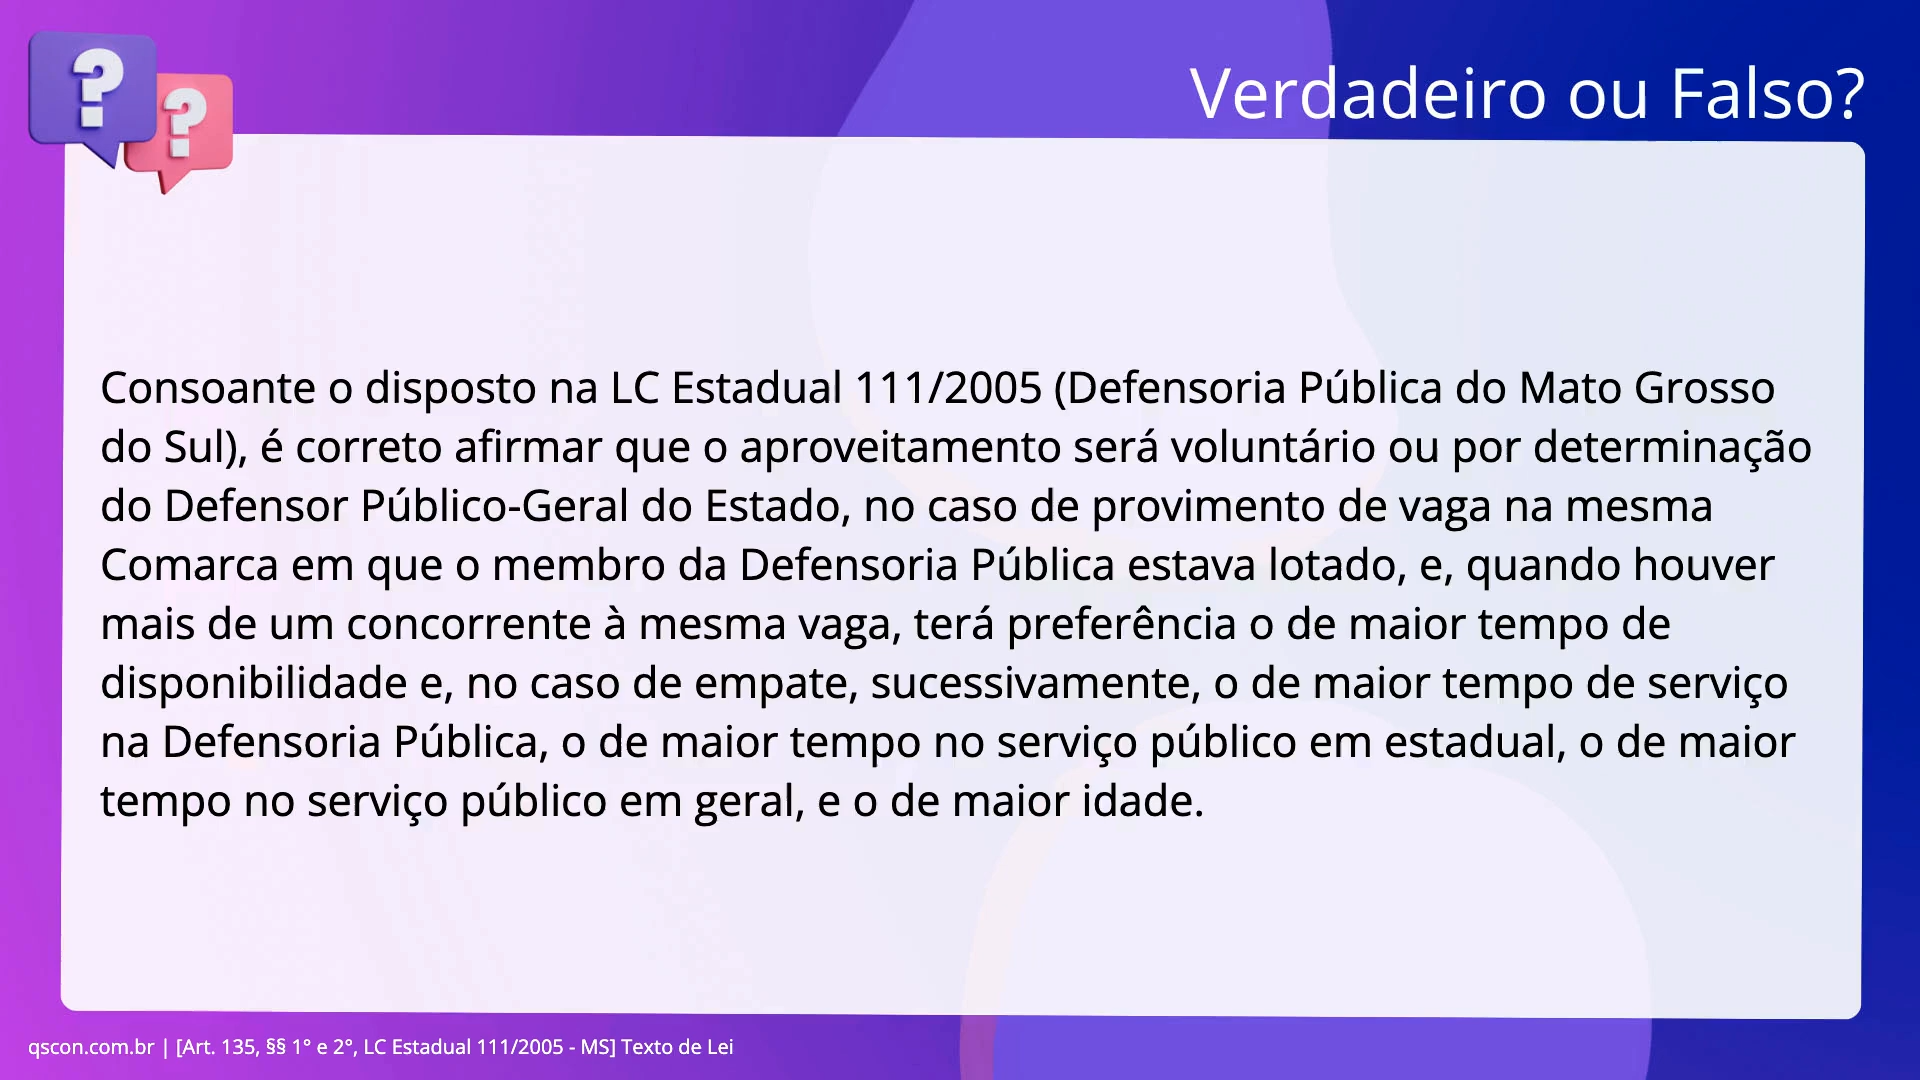 Verdadeiro ou Falso?
Consoante o disposto na LC Estadual 111/2005 (Defensoria Pública do Mato Grosso
do Sul), é correto afirmar que o aproveitamento será voluntário ou por determinação
do Defensor Público-Geral do Estado, no caso de provimento de vaga na mesma
Comarca em que o membro da Defensoria Pública estava lotado, e, quando houver
mais de um concorrente à mesma vaga, terá preferência o de maior tempo de
disponibilidade e, no caso de empate, sucessivamente, o de maior tempo de serviço
na Defensoria Pública, o de maior tempo no serviço público em estadual, o de maior
tempo no serviço público em geral, e o de maior idade.
qscon.com.br | [Art. 135, §§ 1° e 2°, LC Estadual 111/2005 - MS] Texto de Lei